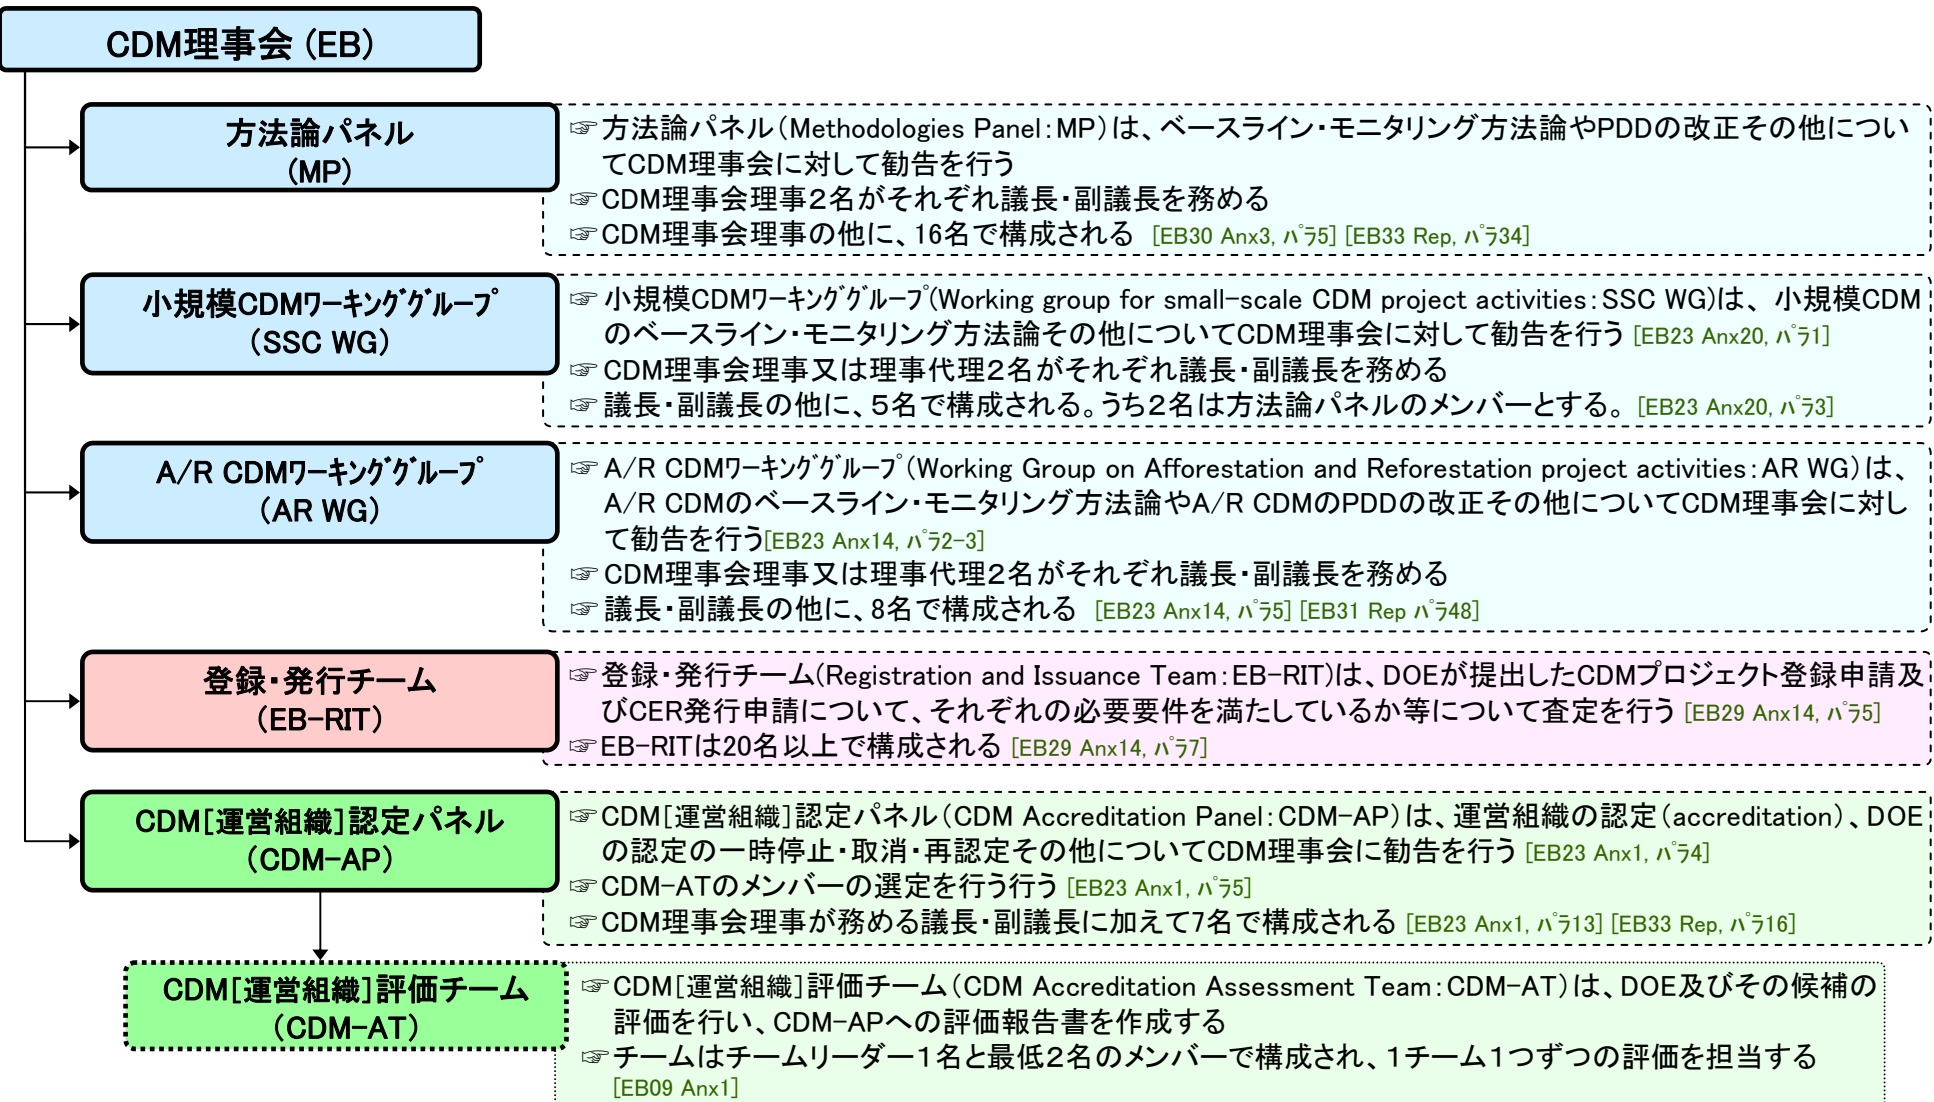 CDM理事会 (EB)
方法論パネル
(MP)
☞方法論パネル（Methodologies Panel：MP）は、ベースライン・モニタリング方法論やPDDの改正その他につい
てCDM理事会に対して勧告を行う
☞CDM理事会理事２名がそれぞれ議長・副議長を務める
☞CDM理事会理事の他に、16名で構成される [EB30 Anx3, ﾊﾟﾗ5] [EB33 Rep, ﾊﾟﾗ34]
小規模CDMﾜｰｷﾝｸﾞｸﾞﾙｰﾌﾟ
（SSC WG）
☞ 小規模CDMﾜｰｷﾝｸﾞｸﾞﾙｰﾌﾟ(Working group for small-scale CDM project activities：SSC WG)は、小規模CDM
のベースライン・モニタリング方法論その他についてCDM理事会に対して勧告を行う [EB23 Anx20, ﾊﾟﾗ1]
☞ CDM理事会理事又は理事代理２名がそれぞれ議長・副議長を務める
☞ 議長・副議長の他に、５名で構成される。うち２名は方法論パネルのメンバーとする。 [EB23 Anx20, ﾊﾟﾗ3]
A/R CDMﾜｰｷﾝｸﾞｸﾞﾙｰﾌﾟ
（AR WG）
☞ A/R CDMﾜｰｷﾝｸﾞｸﾞﾙｰﾌﾟ（Working Group on Afforestation and Reforestation project activities：AR WG）は、
A/R CDMのベースライン・モニタリング方法論やA/R CDMのPDDの改正その他についてCDM理事会に対し
て勧告を行う[EB23 Anx14, ﾊﾟﾗ2-3]
☞ CDM理事会理事又は理事代理２名がそれぞれ議長・副議長を務める
☞ 議長・副議長の他に、8名で構成される [EB23 Anx14, ﾊﾟﾗ5] [EB31 Rep ﾊﾟﾗ48]
登録・発行チーム
（EB-RIT）
☞登録・発行チーム(Registration and Issuance Team：EB-RIT)は、DOEが提出したCDMプロジェクト登録申請及
びCER発行申請について、それぞれの必要要件を満たしているか等について査定を行う [EB29 Anx14, ﾊﾟﾗ5]
☞EB-RITは20名以上で構成される [EB29 Anx14, ﾊﾟﾗ7]
CDM[運営組織]認定パネル
（CDM-AP）
☞CDM[運営組織]認定パネル（CDM Accreditation Panel：CDM-AP）は、運営組織の認定（accreditation）、DOE
の認定の一時停止・取消・再認定その他についてCDM理事会に勧告を行う [EB23 Anx1, ﾊﾟﾗ4]
☞CDM-ATのメンバーの選定を行う行う [EB23 Anx1, ﾊﾟﾗ5]
☞CDM理事会理事が務める議長・副議長に加えて7名で構成される [EB23 Anx1, ﾊﾟﾗ13] [EB33 Rep, ﾊﾟﾗ16]
CDM[運営組織]評価チーム
（CDM-AT）
☞CDM[運営組織]評価チーム（CDM Accreditation Assessment Team：CDM-AT）は、DOE及びその候補の
評価を行い、CDM-APへの評価報告書を作成する
☞チームはチームリーダー１名と最低２名のメンバーで構成され、１チーム１つずつの評価を担当する
[EB09 Anx1]